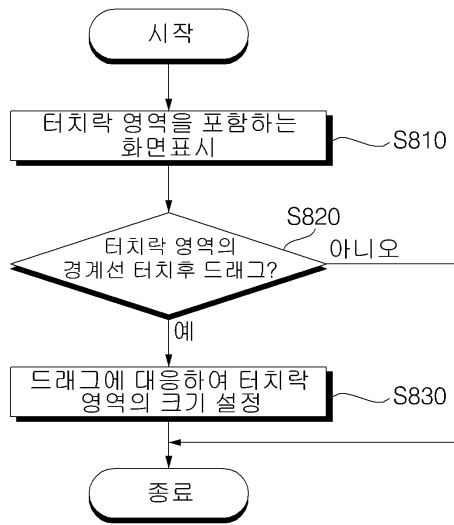 시작
터치락 영역을 포함하는
화면표시
S810
S820
터치락 영역의
경계선 터치후 드래그?
아니오
예
드래그에 대응하여 터치락
영역의 크기 설정
S830
종료